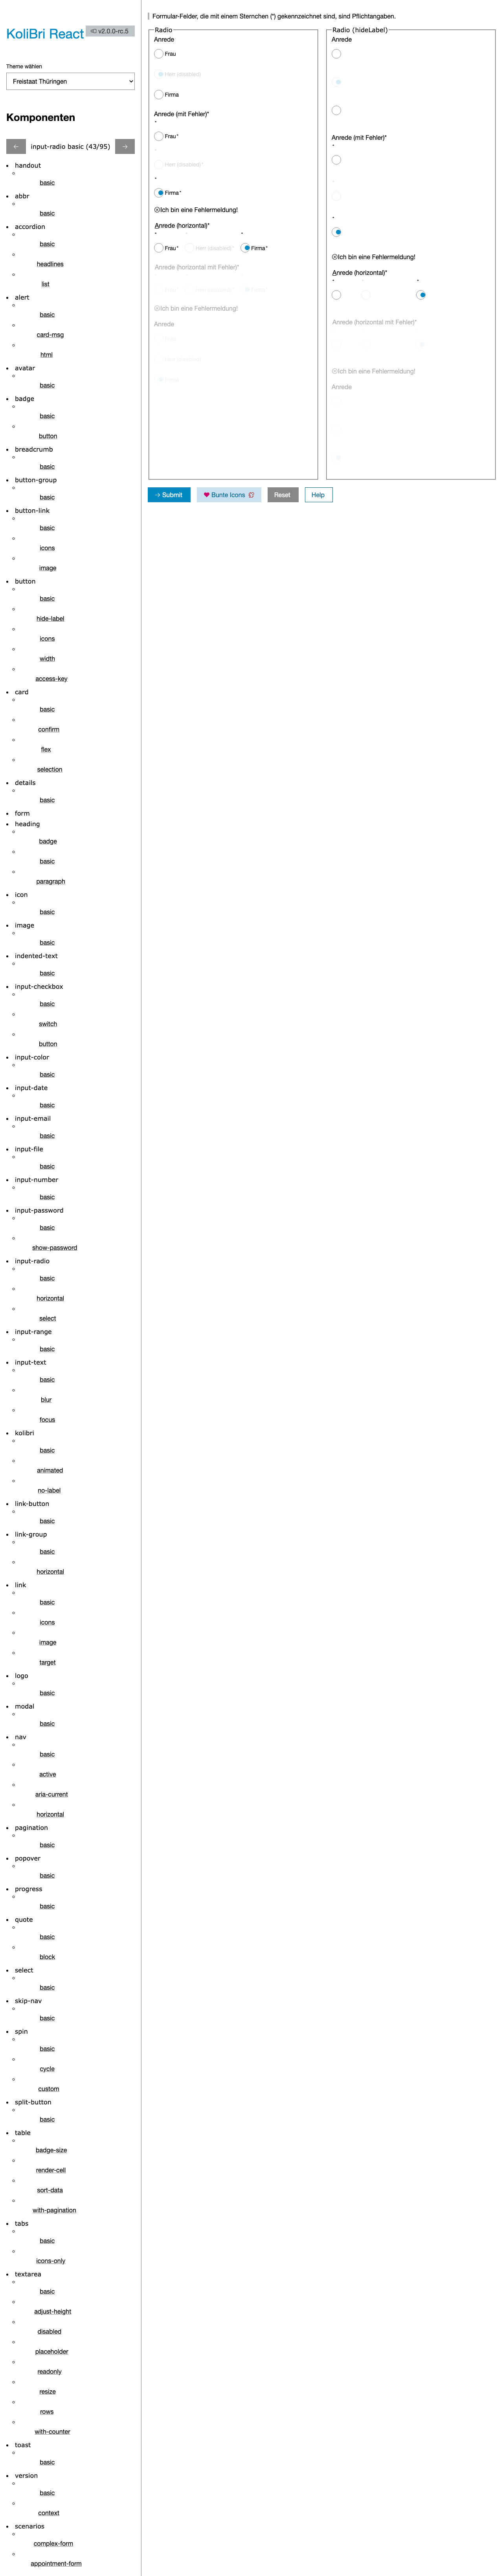 KoliBri React
v2.0.0-rc.5
Theme wählen
Freistaat Thüringen
Komponenten
← input-radio basic (43/95) →
handout
basic
abbr
basic
accordion
basic
headlines
list
alert
basic
card-msg
html
avatar
basic
badge
basic
button
breadcrumb
basic
button-group
basic
button-link
basic
icons
image
button
basic
hide-label
icons
width
access-key
card
basic
confirm
flex
selection
details
basic
form
heading
badge
basic
paragraph
icon
basic
image
basic
indented-text
basic
input-checkbox
basic
switch
button
input-color
basic
input-date
basic
input-email
basic
input-file
basic
input-number
basic
input-password
basic
show-password
input-radio
basic
horizontal
select
input-range
basic
input-text
basic
blur
focus
kolibri
basic
animated
no-label
link-button
basic
link-group
basic
horizontal
link
basic
icons
image
target
logo
basic
modal
basic
nav
basic
active
aria-current
horizontal
pagination
basic
popover
basic
progress
basic
quote
basic
block
select
basic
skip-nav
basic
spin
basic
cycle
custom
split-button
basic
table
badge-size
render-cell
sort-data
with-pagination
tabs
basic
icons-only
textarea
basic
adjust-height
disabled
placeholder
readonly
resize
rows
with-counter
toast
basic
version
basic
context
scenarios
complex-form
appointment-form
Formular-Felder, die mit einem Sternchen (*) gekennzeichnet sind, sind Pflichtangaben.
Radio
Anrede
Frau
Herr (disabled)
Firma
Anrede (mit Fehler)*
*
Frau*
*
Herr (disabled)*
*
Firma*
Ich bin eine Fehlermeldung!
Anrede (horizontal)*
* * *
Frau* Herr (disabled)* Firma*
Anrede (horizontal mit Fehler)*
Ich bin eine Fehlermeldung!
Anrede
Radio (hideLabel)
Anrede
Anrede (mit Fehler)*
*
*
Ich bin eine Fehlermeldung!
Anrede (horizontal)*
* * *
Anrede (horizontal mit Fehler)*
Ich bin eine Fehlermeldung!
Anrede
→ Submit
Bunte Icons
Reset
Help